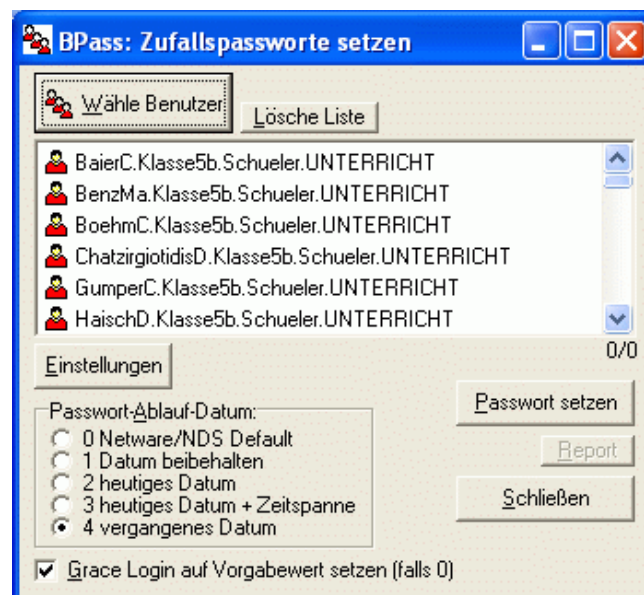 BPass: Zufallspassworte setzen
Wähle Benutzer
Lösche Liste
BaierC.Klasse5b.Schueler.UNTERRICHT
BenzMa.Klasse5b.Schueler.UNTERRICHT
BoehmC.Klasse5b.Schueler.UNTERRICHT
ChatzirgiotidisD.Klasse5b.Schueler.UNTERRICHT
GumperC.Klasse5b.Schueler.UNTERRICHT
HaischD.Klasse5b.Schueler.UNTERRICHT
0/0
Einstellungen
Passwort-Ablauf-Datum:
0 Netware/NDS Default
1 Datum beibehalten
2 heutiges Datum
3 heutiges Datum + Zeitspanne
4 vergangenes Datum
Passwort setzen
Report
Schließen
Grace Login auf Vorgabewert setzen (falls 0)